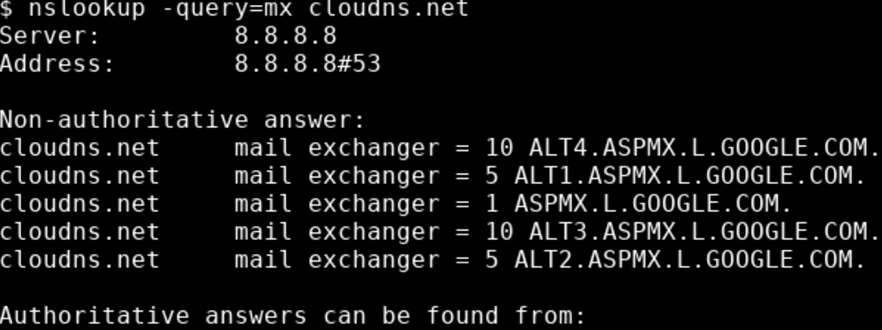 $ nslookup -query=mx cloudns.net
Server:         8.8.8.8
Address:        8.8.8.8#53

Non-authoritative answer:
cloudns.net     mail exchanger = 10 ALT4.ASPMX.L.GOOGLE.COM.
cloudns.net     mail exchanger = 5 ALT1.ASPMX.L.GOOGLE.COM.
cloudns.net     mail exchanger = 1 ASPMX.L.GOOGLE.COM.
cloudns.net     mail exchanger = 10 ALT3.ASPMX.L.GOOGLE.COM.
cloudns.net     mail exchanger = 5 ALT2.ASPMX.L.GOOGLE.COM.

Authoritative answers can be found from: